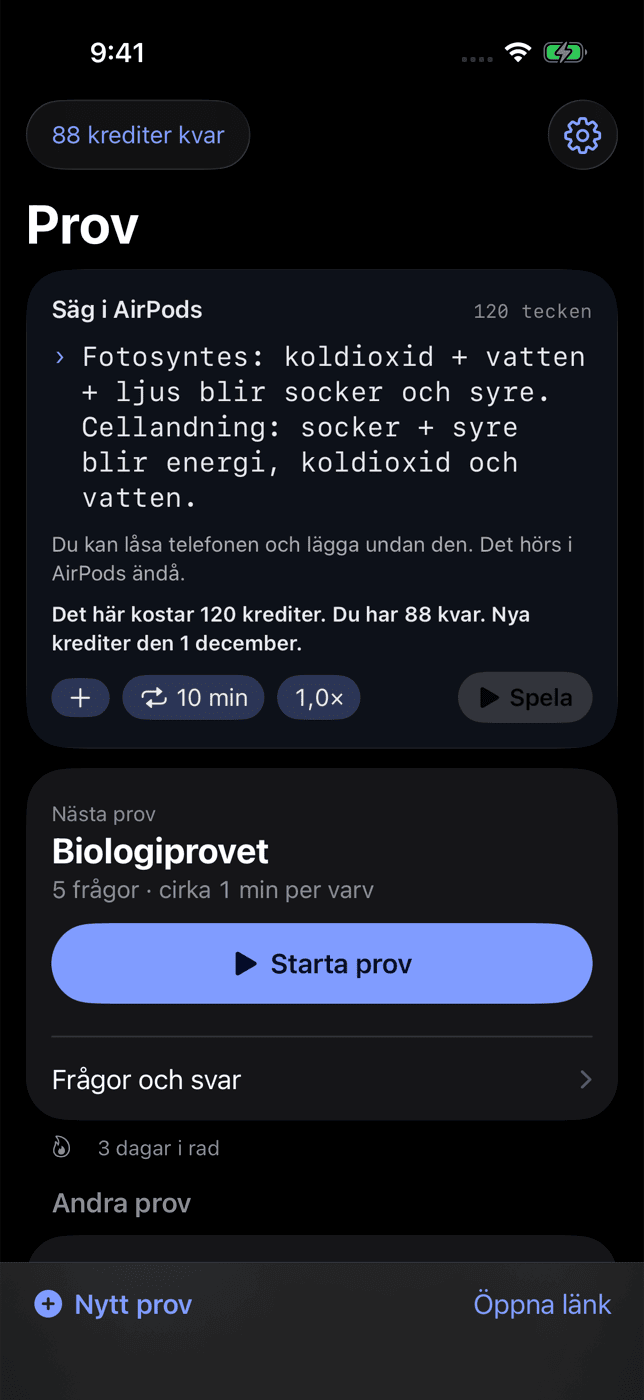 9:41
88 krediter kvar
Prov
Säg i AirPods
120 tecken
› Fotosyntes: koldioxid + vatten
+ ljus blir socker och syre.
Cellandning: socker + syre
blir energi, koldioxid och
vatten.
Du kan låsa telefonen och lägga undan den. Det hörs i
AirPods ändå.
Det här kostar 120 krediter. Du har 88 kvar. Nya
krediter den 1 december.
+
10 min
1,0×
Spela
Nästa prov
Biologiprovet
5 frågor · cirka 1 min per varv
Starta prov
Frågor och svar
3 dagar i rad
Andra prov
Nytt prov
Öppna länk